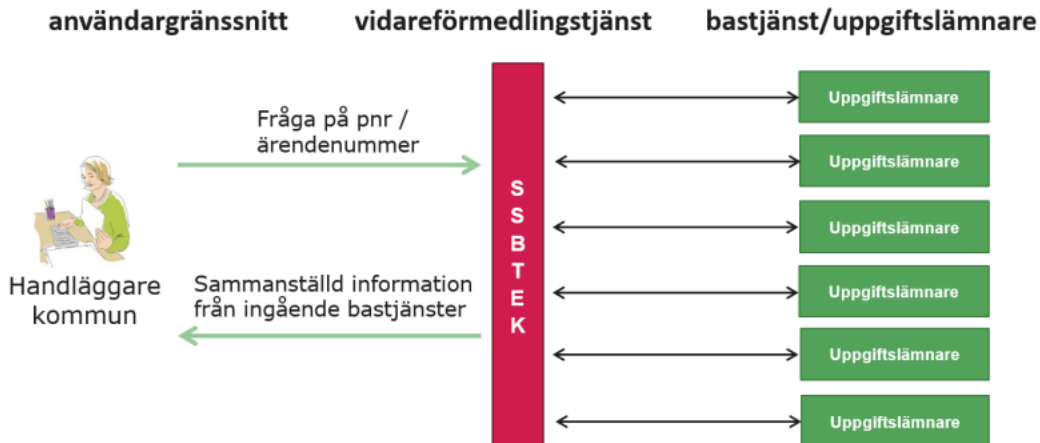 användargränssnitt
vidareförmedlingstjänst
bastjänst/uppgiftslämnare
Fråga på pnr /
ärendenummer
Handläggare
kommun
Sammanställd information
från ingående bastjänster
S
S
B
T
E
K
Uppgiftslämnare
Uppgiftslämnare
Uppgiftslämnare
Uppgiftslämnare
Uppgiftslämnare
Uppgiftslämnare